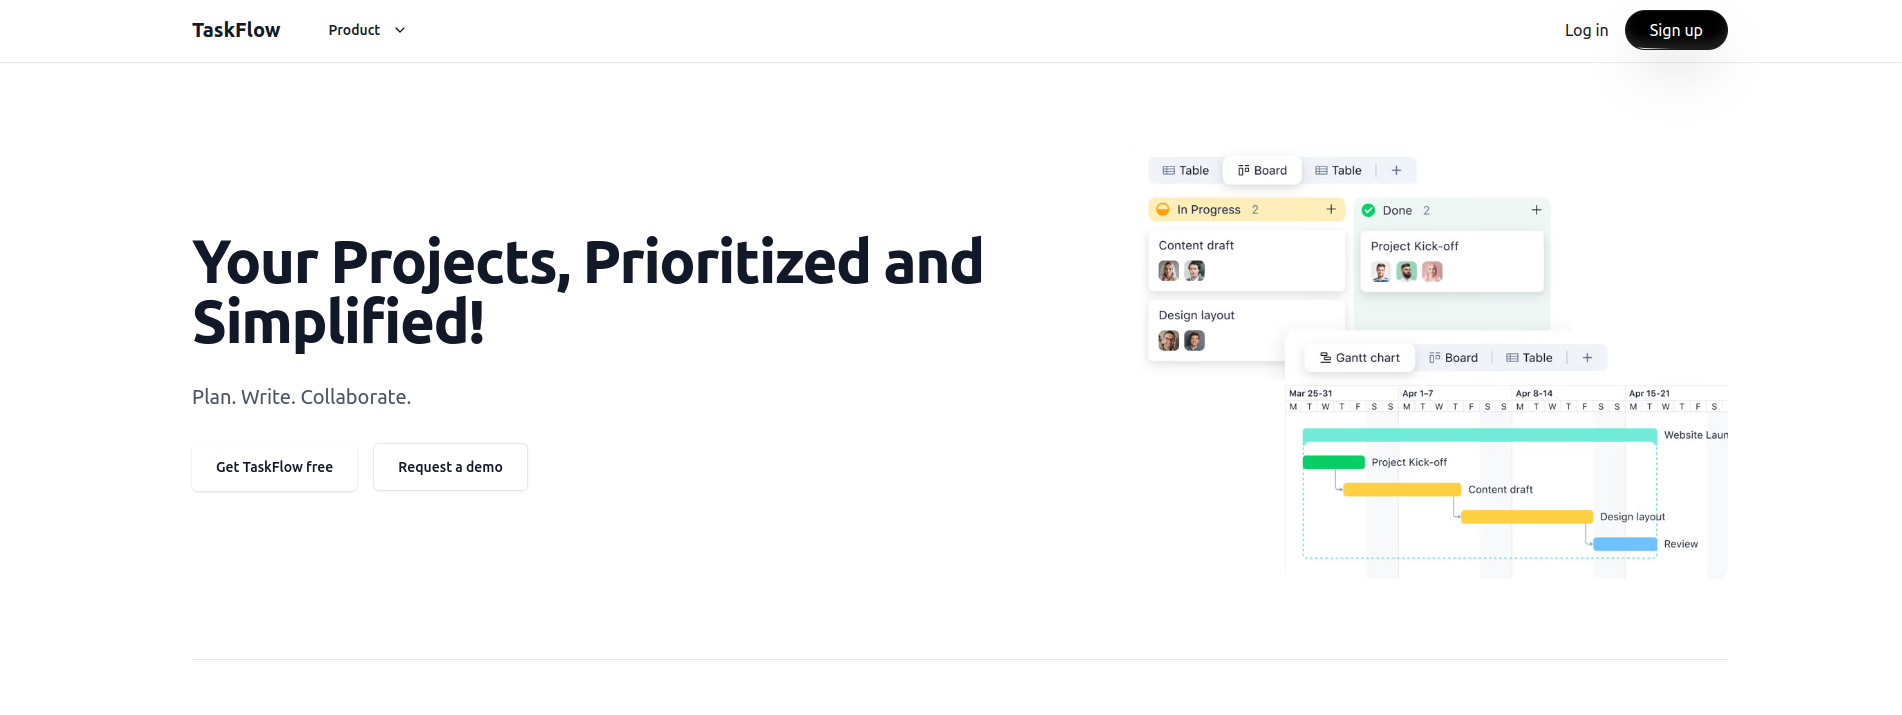 TaskFlow Product Log in Sign up
Your Projects, Prioritized and
Simplified!
Plan. Write. Collaborate.
Get TaskFlow free Request a demo
Table Board Table +
In Progress 2 + Done 2 +
Content draft
Project Kick-off
Design layout
Gantt chart Board Table +
Mar 25-31 Apr 1–7 Apr 8-14 Apr 15-21
M T W T F S S M T W T F S S M T W T F S S M T W T F S
Website Laun
Project Kick-off
Content draft
Design layout
Review